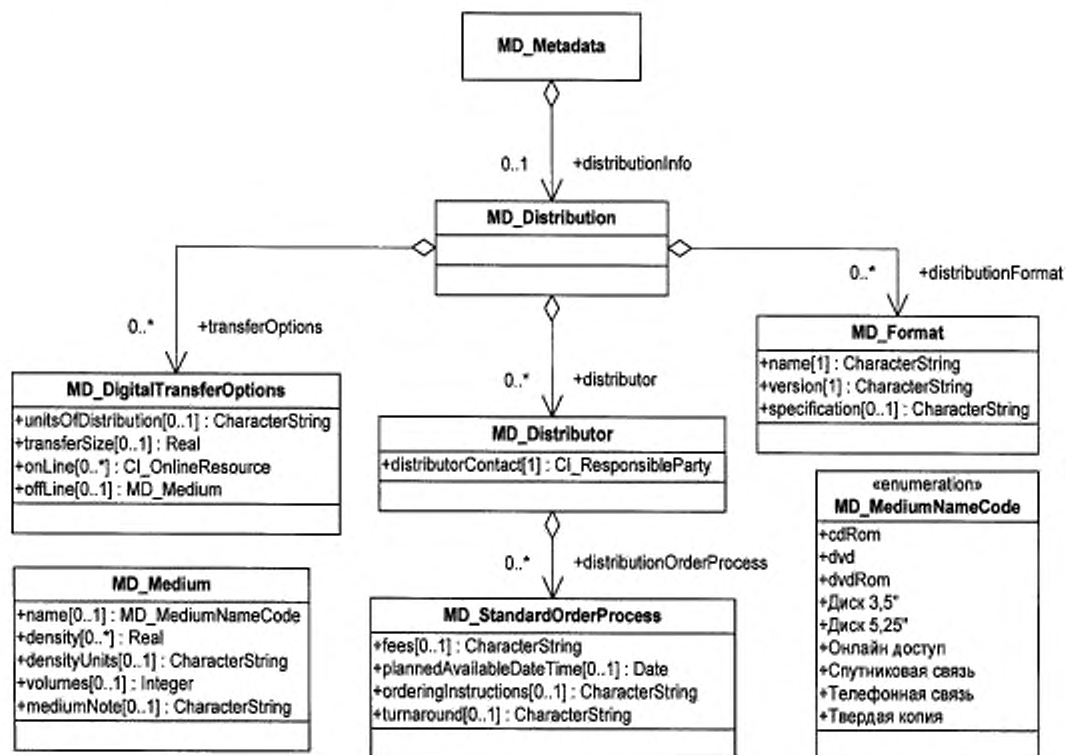 MD_Metadata
0..1 +distributionInfo
MD_Distribution
0..* +transferOptions
0..* +distributor
0..* +distributionFormat
MD_DigitalTransferOptions
+unitsOfDistribution[0..1] : CharacterString
+transferSize[0..1] : Real
+onLine[0..*] : CI_OnlineResource
+offLine[0..1] : MD_Medium
MD_Distributor
+distributorContact[1] : CI_ResponsibleParty
MD_Format
+name[1] : CharacterString
+version[1] : CharacterString
+specification[0..1] : CharacterString
0..* +distributionOrderProcess
MD_Medium
+name[0..1] : MD_MediumNameCode
+density[0..*] : Real
+densityUnits[0..1] : CharacterString
+volumes[0..1] : Integer
+mediumNote[0..1] : CharacterString
MD_StandardOrderProcess
+fees[0..1] : CharacterString
+plannedAvailableDateTime[0..1] : Date
+orderingInstructions[0..1] : CharacterString
+turnaround[0..1] : CharacterString
«enumeration»
MD_MediumNameCode
+cdRom
+dvd
+dvdRom
+Диск 3,5"
+Диск 5,25"
+Онлайн доступ
+Спутниковая связь
+Телефонная связь
+Твердая копия